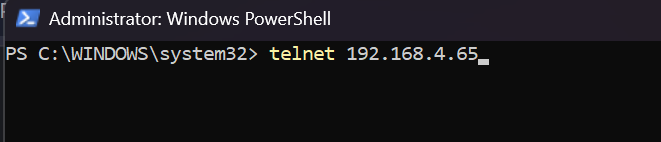 Administrator: Windows PowerShell
PS C:\WINDOWS\system32> telnet 192.168.4.65